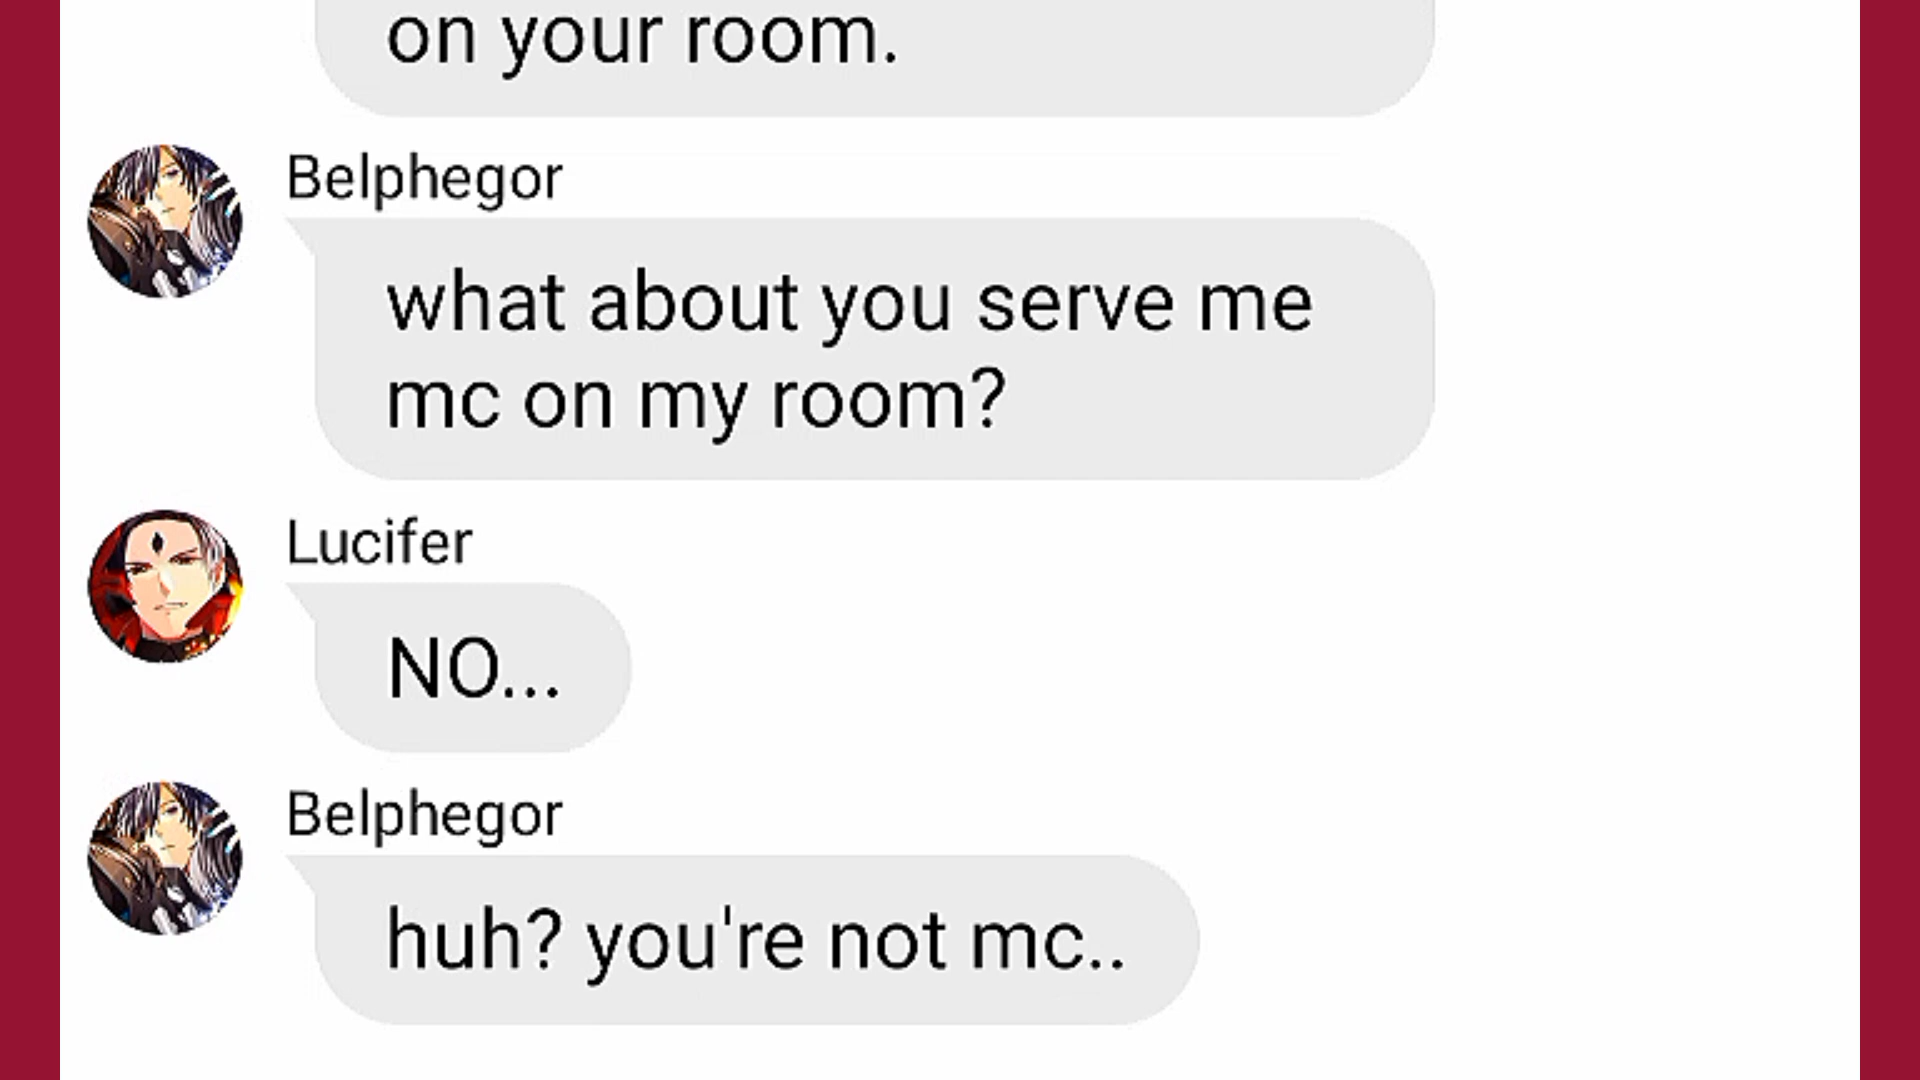 on your room.
Belphegor
what about you serve me
mc on my room?
Lucifer
NO...
Belphegor
huh? you're not mc..